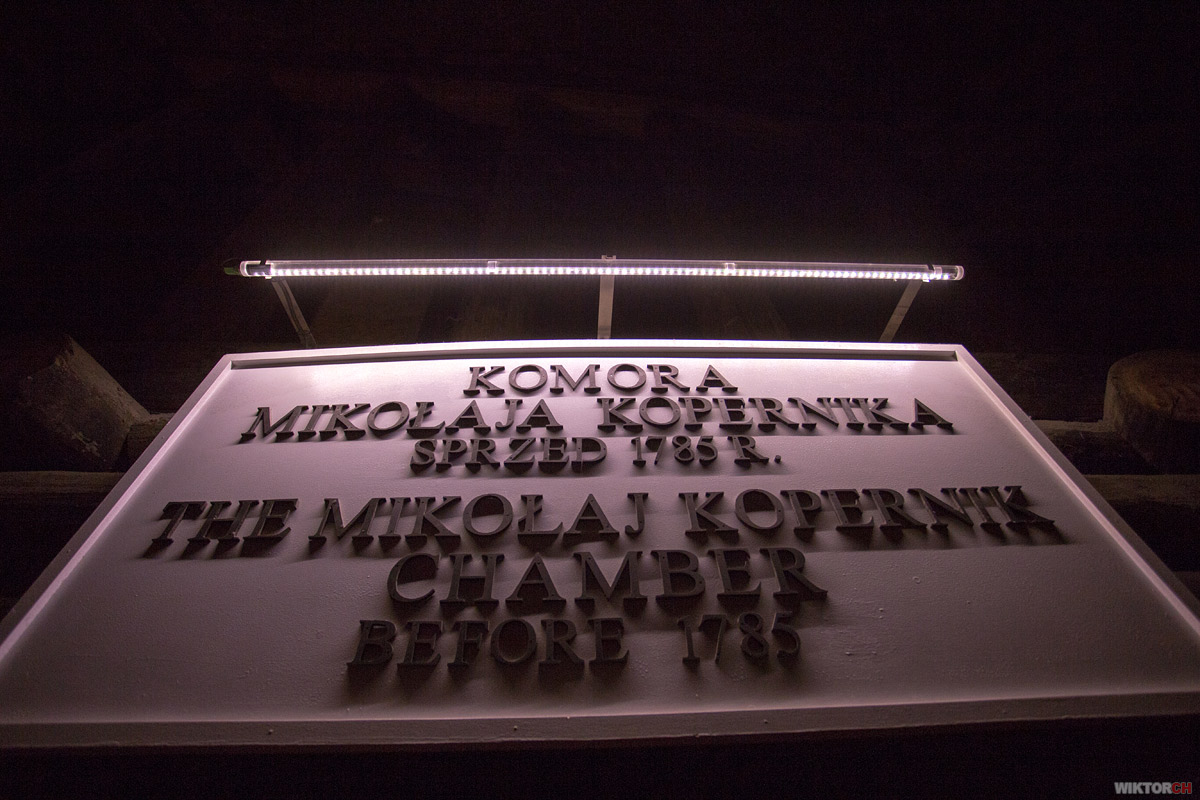 KOMORA
MIKOŁAJA KOPERNIKA
SPRZED 1785 R.
THE MIKOŁAJ KOPERNIK
CHAMBER
BEFORE 1785
WIKTORCH